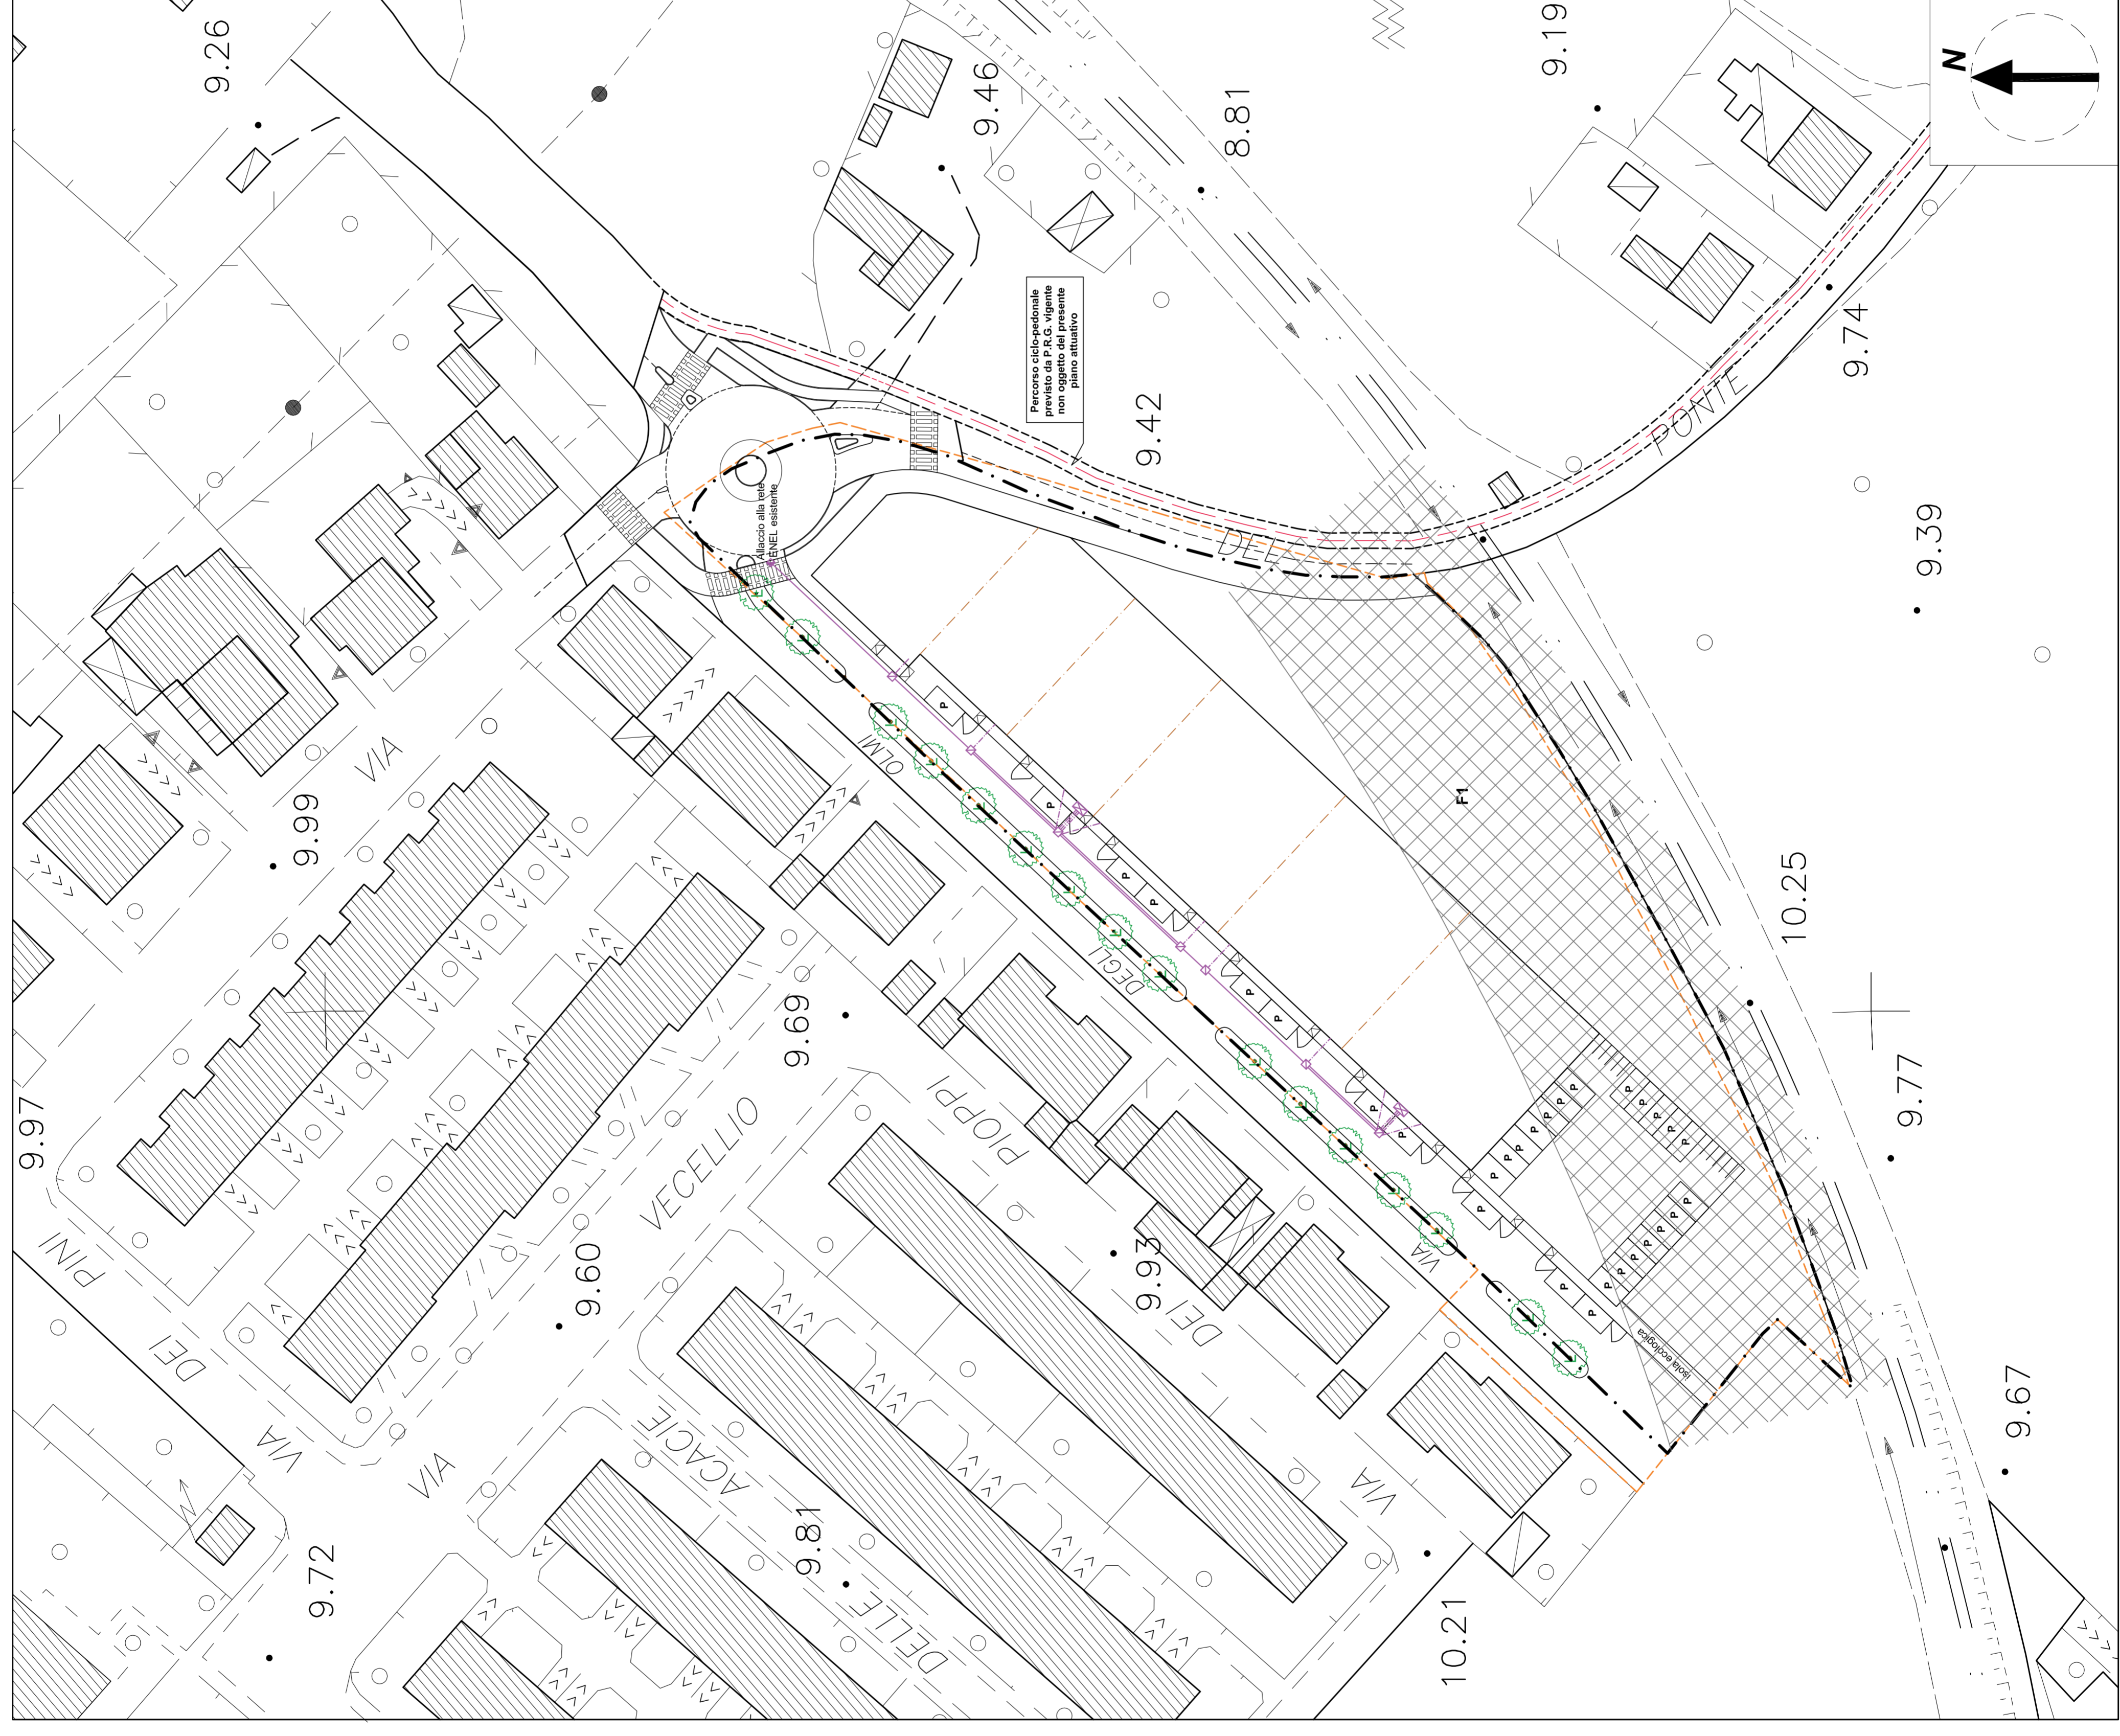 9.26
9.46
8.81
9.19
N
Percorso ciclo-pedonale
previsto da P.R.G. vigente
non oggetto del presente
piano attuativo
9.42
9.74
PONTE
DEL
9.39
Allaccio alla rete
ENEL esistente
VIA
9.99
OLMI
DEGLI
VIA
P
P
P
P
P
P
P
P
P
P
P
F1
10.25
9.77
9.67
9.97
9.69
PIOPPI
DEI
VIA
VECELLIO
VIA
9.60
9.93
PINI
DEI
VIA
ACACIE
DELLE
9.81
9.72
10.21
P P P P P P P P
P P P P P
P P P P P P P
isola ecologica